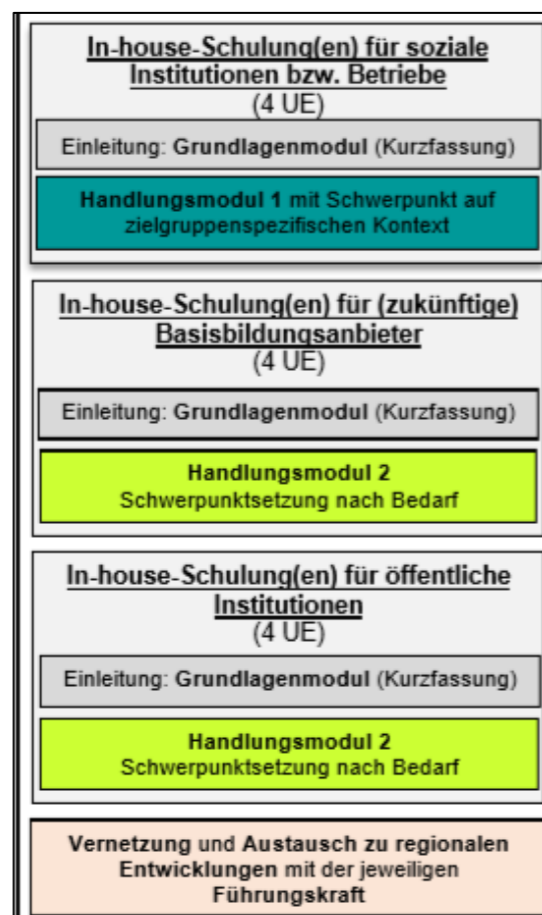 In-house-Schulung(en) für soziale
Institutionen bzw. Betriebe
(4 UE)
Einleitung: Grundlagenmodul (Kurzfassung)
Handlungsmodul 1 mit Schwerpunkt auf
zielgruppenspezifischen Kontext
In-house-Schulung(en) für (zukünftige)
Basisbildungsanbieter
(4 UE)
Einleitung: Grundlagenmodul (Kurzfassung)
Handlungsmodul 2
Schwerpunktsetzung nach Bedarf
In-house-Schulung(en) für öffentliche
Institutionen
(4 UE)
Einleitung: Grundlagenmodul (Kurzfassung)
Handlungsmodul 2
Schwerpunktsetzung nach Bedarf
Vernetzung und Austausch zu regionalen
Entwicklungen mit der jeweiligen
Führungskraft